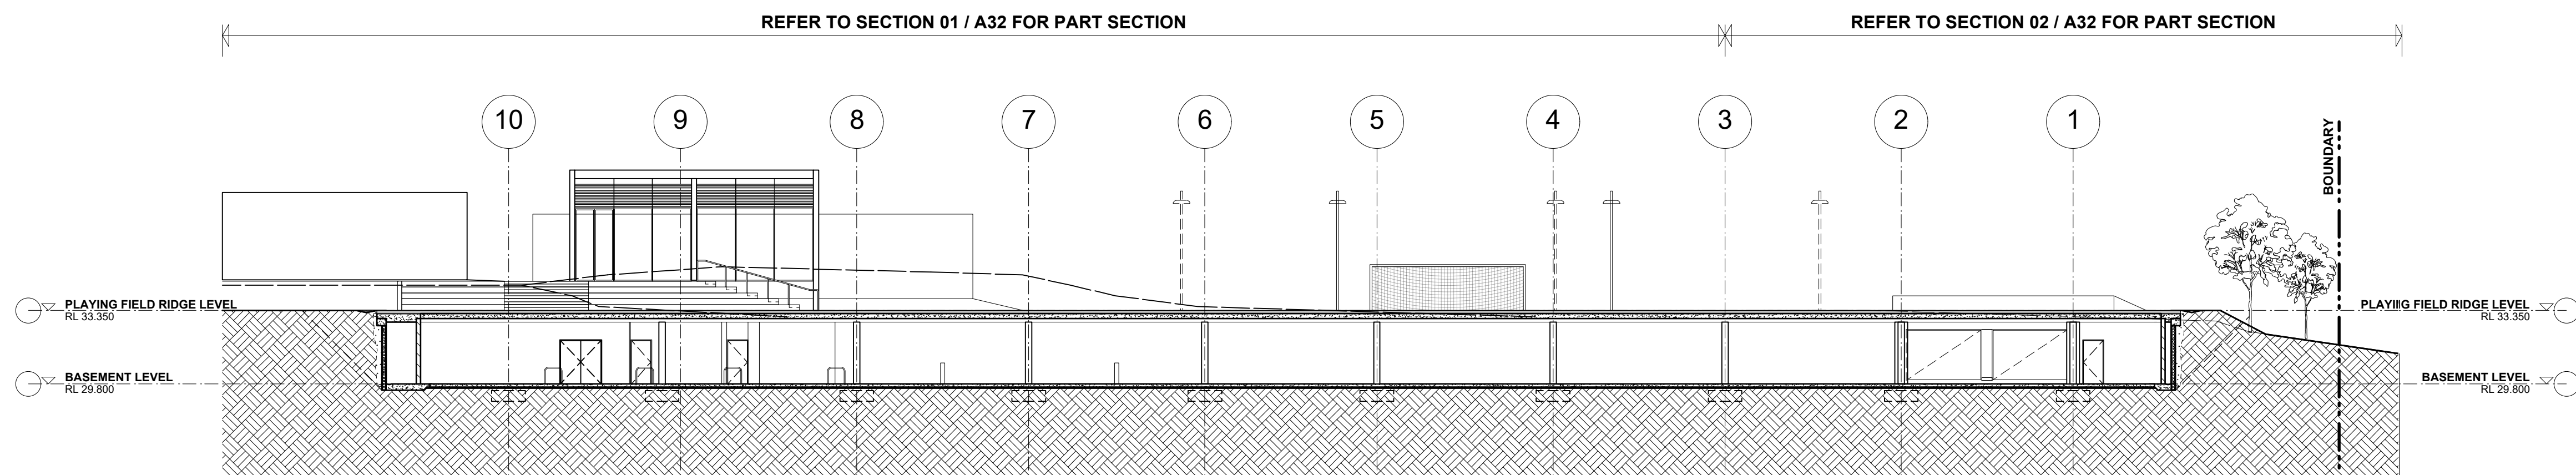 REFER TO SECTION 01 / A32 FOR PART SECTION
REFER TO SECTION 02 / A32 FOR PART SECTION
10 9 8 7 6 5 4 3 2 1
BOUNDARY
PLAYING FIELD RIDGE LEVEL
RL 33.350
PLAYING FIELD RIDGE LEVEL
RL 33.350
BASEMENT LEVEL
RL 29.800
BASEMENT LEVEL
RL 29.800